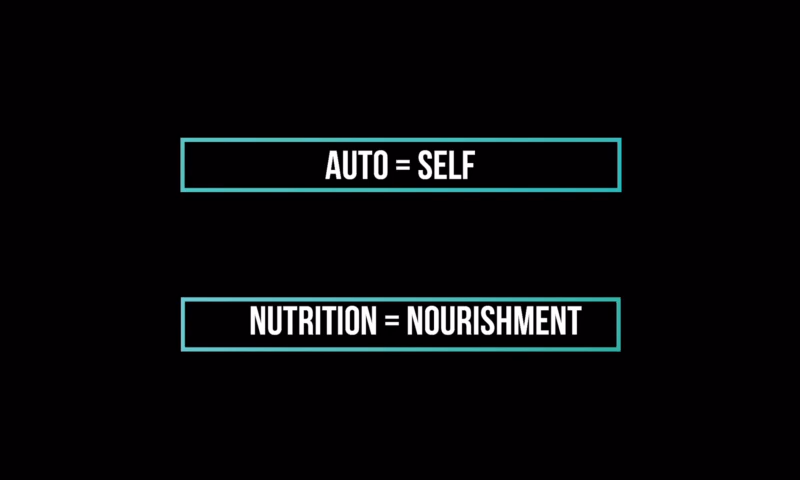 AUTO = SELF
NUTRITION = NOURISHMENT